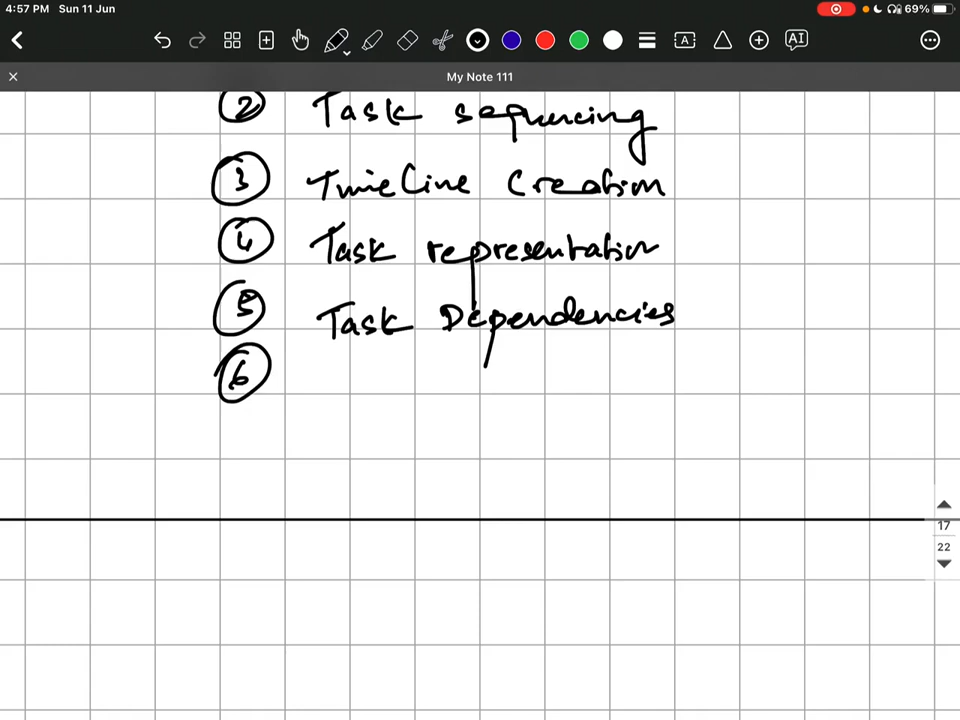 4:57 PM Sun 11 Jun 69%
A AI
My Note 111
2 Task sequencing
3 Timeline Creation
4 Task representation
5 Task Dependencies
6
17
22